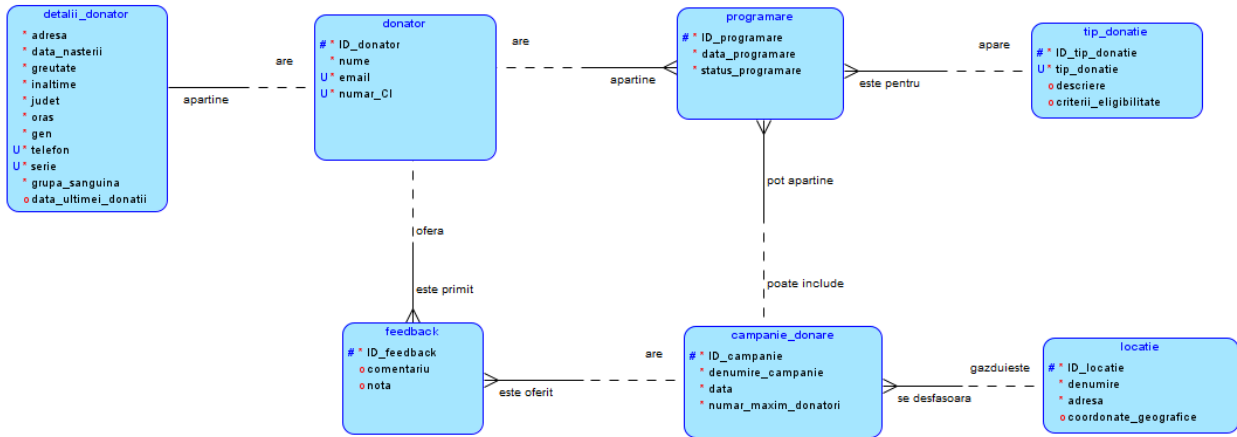 detalii_donator
* adresa
* data_nasterii
* greutate
* inaltime
* judet
* oras
* gen
U * telefon
U * serie
* grupa_sanguina
o data_ultimei_donatii
are
apartine
donator
# * ID_donator
* nume
U * email
U * numar_CI
are
apartine
programare
# * ID_programare
* data_programare
* status_programare
apare
este pentru
tip_donatie
# * ID_tip_donatie
U * tip_donatie
o descriere
o criterii_eligibilitate
ofera
este primit
pot apartine
poate include
feedback
# * ID_feedback
o comentariu
o nota
are
este oferit
campanie_donare
# * ID_campanie
* denumire_campanie
* data
* numar_maxim_donatori
gazduieste
se desfasoara
locatie
# * ID_locatie
* denumire
* adresa
o coordonate_geografice